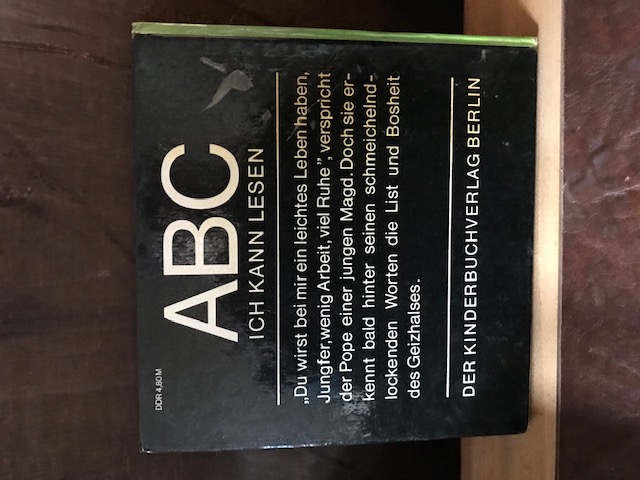 DDR 4,80 M
ABC
ICH KANN LESEN
„Du wirst bei mir ein leichtes Leben haben,
Jungfer, wenig Arbeit, viel Ruhe”, verspricht
der Pope einer jungen Magd. Doch sie er-
kennt bald hinter seinen schmeichelnd-
lockenden Worten die List und Bosheit
des Geizhalses.
DER KINDERBUCHVERLAG BERLIN